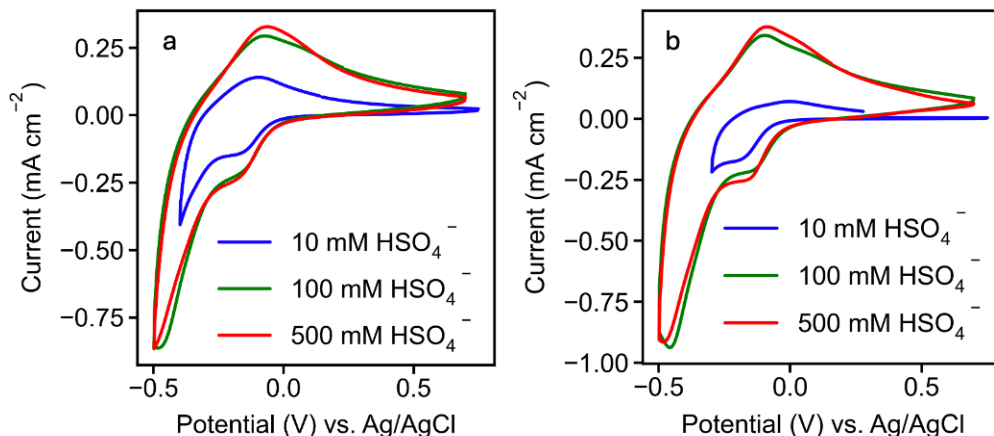 a
0.25
0.00
−0.25
−0.50
−0.75
Current (mA cm⁻²)
10 mM HSO₄⁻
100 mM HSO₄⁻
500 mM HSO₄⁻
−0.5 0.0 0.5
Potential (V) vs. Ag/AgCl
b
0.25
0.00
−0.25
−0.50
−0.75
−1.00
Current (mA cm⁻²)
10 mM HSO₄⁻
100 mM HSO₄⁻
500 mM HSO₄⁻
−0.5 0.0 0.5
Potential (V) vs. Ag/AgCl